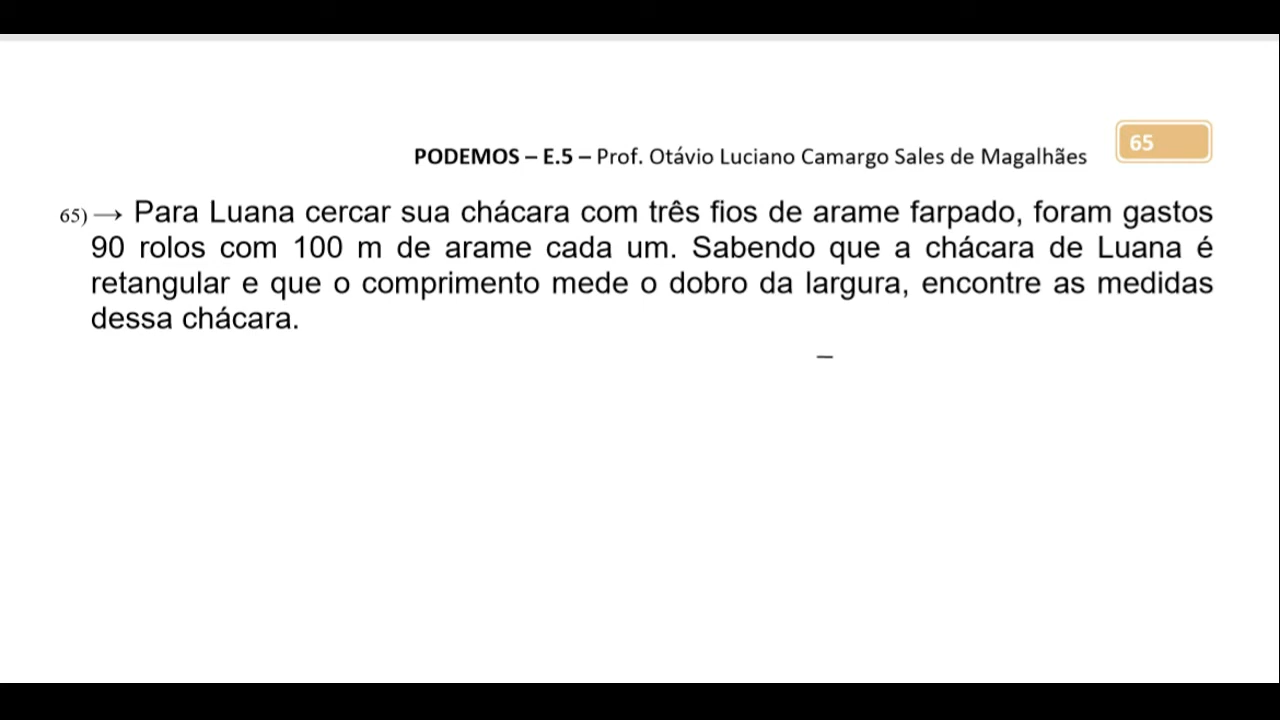 PODEMOS – E.5 – Prof. Otávio Luciano Camargo Sales de Magalhães 65
65) → Para Luana cercar sua chácara com três fios de arame farpado, foram gastos
90 rolos com 100 m de arame cada um. Sabendo que a chácara de Luana é
retangular e que o comprimento mede o dobro da largura, encontre as medidas
dessa chácara.